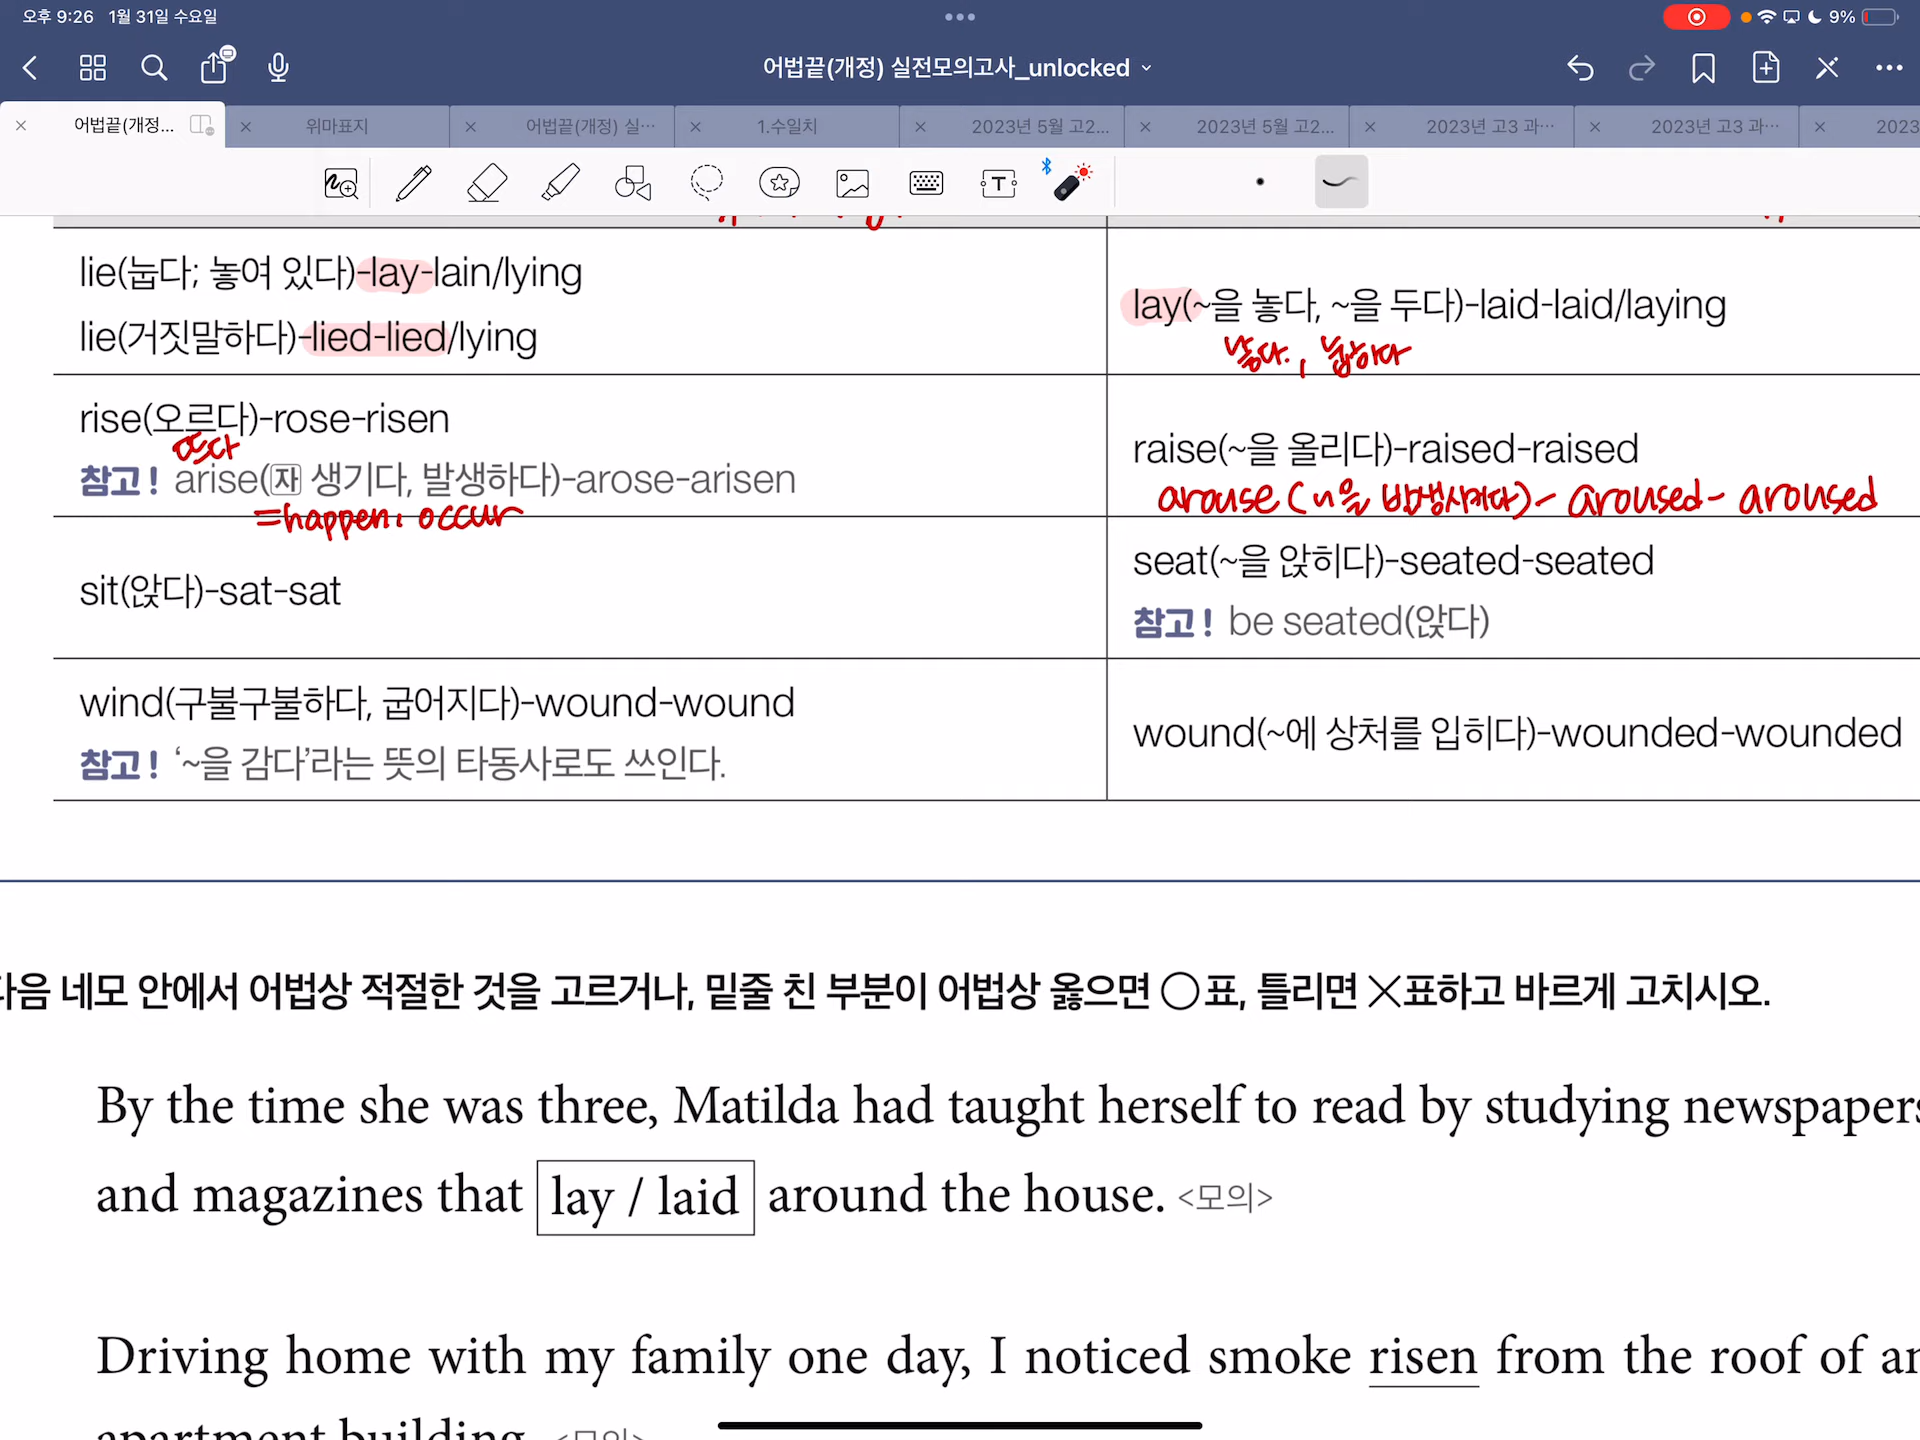 오후 9:26 1월 31일 수요일
9%
어법끝(개정) 실전모의고사_unlocked
어법끝(개정...
위마표지
어법끝(개정) 실...
1.수일치
2023년 5월 고2...
2023년 5월 고2...
2023년 고3 과...
2023년 고3 과...
2023
lie(눕다; 놓여 있다)-lay-lain/lying
lie(거짓말하다)-lied-lied/lying
lay(~을 놓다, ~을 두다)-laid-laid/laying
낳다, 눕히다
rise(오르다)-rose-risen
뜨다
참고! arise(자 생기다, 발생하다)-arose-arisen
=happen, occur
raise(~을 올리다)-raised-raised
arouse (~을 발생시키다) - aroused - aroused
sit(앉다)-sat-sat
seat(~을 앉히다)-seated-seated
참고! be seated(앉다)
wind(구불구불하다, 굽어지다)-wound-wound
참고! '~을 감다'라는 뜻의 타동사로도 쓰인다.
wound(~에 상처를 입히다)-wounded-wounded
다음 네모 안에서 어법상 적절한 것을 고르거나, 밑줄 친 부분이 어법상 옳으면 ○표, 틀리면 ×표하고 바르게 고치시오.
By the time she was three, Matilda had taught herself to read by studying newspapers
and magazines that lay / laid around the house. <모의>
Driving home with my family one day, I noticed smoke risen from the roof of an
apartment building. <모의>